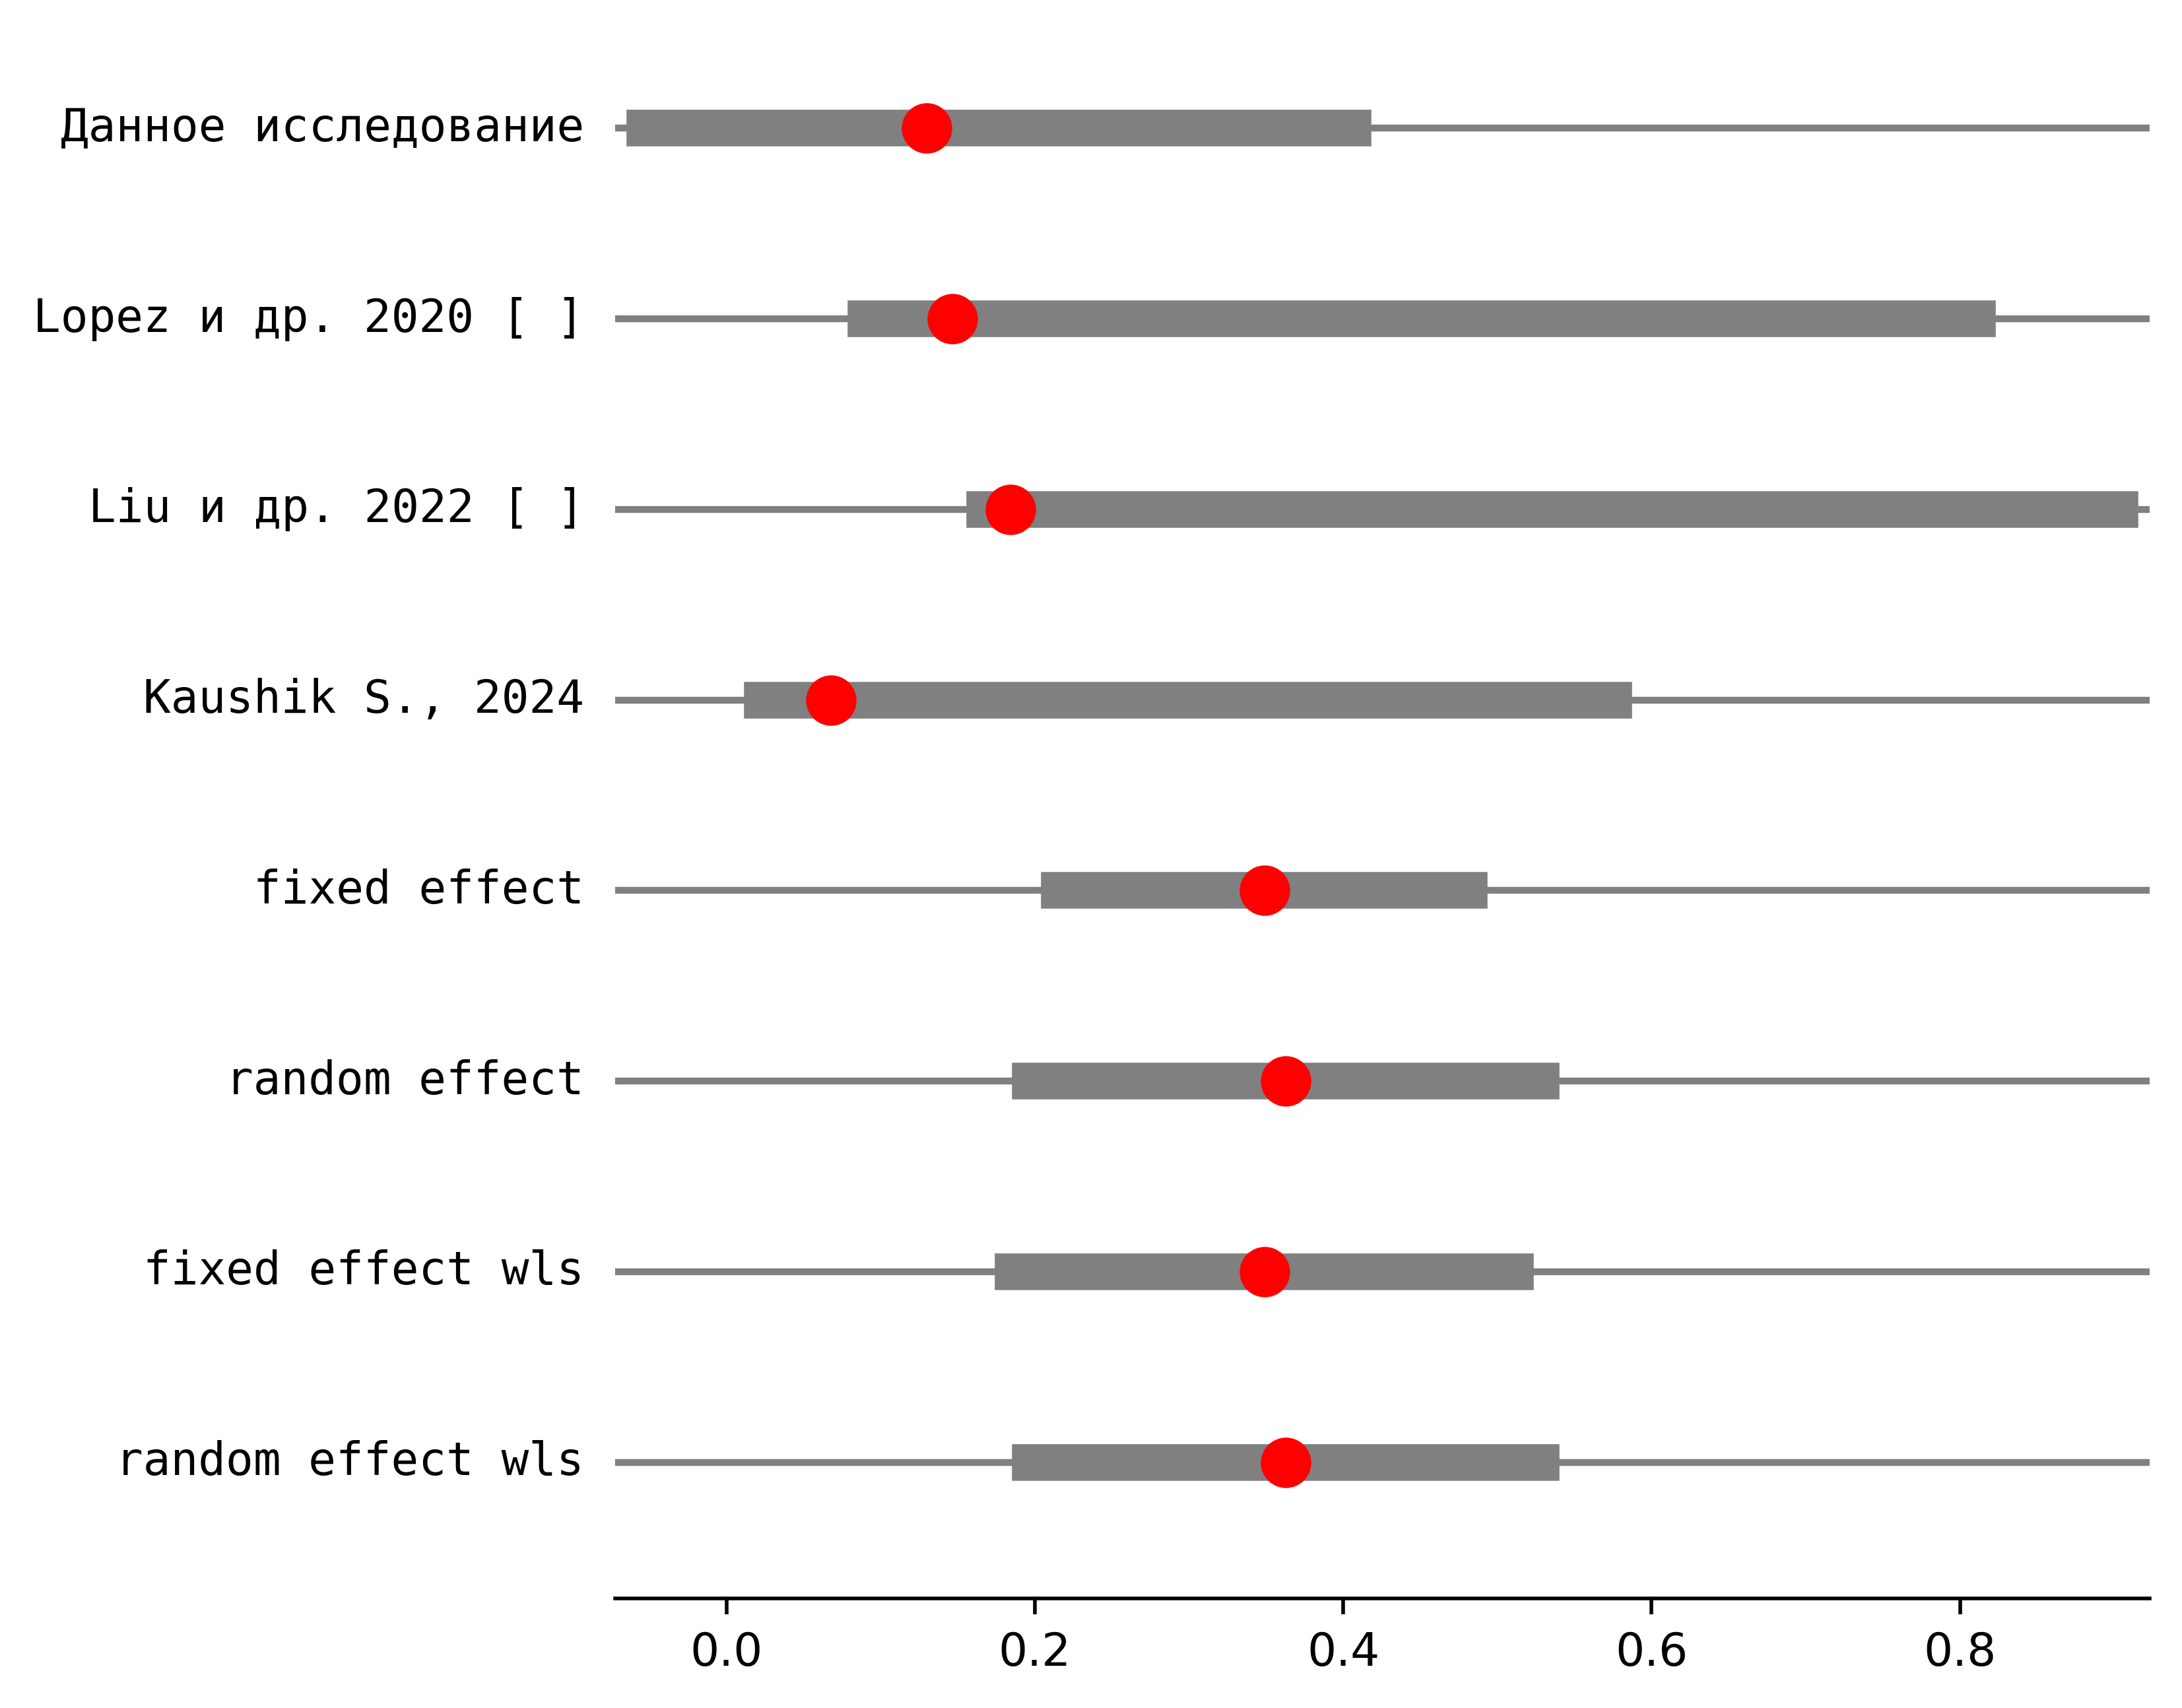 Данное исследование
Lopez и др. 2020 [ ]
Liu и др. 2022 [ ]
Kaushik S., 2024
fixed effect
random effect
fixed effect wls
random effect wls
0.0 0.2 0.4 0.6 0.8